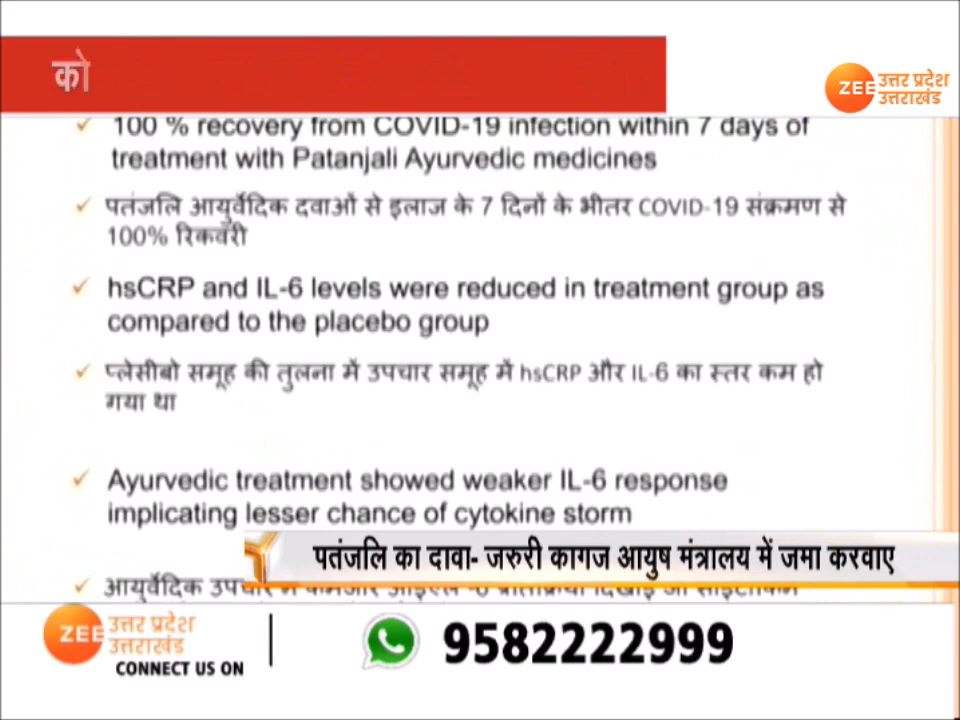 को
ZEE उत्तर प्रदेश
उत्तराखंड
✓ 100 % recovery from COVID-19 infection within 7 days of
treatment with Patanjali Ayurvedic medicines
✓ पतंजलि आयुर्वेदिक दवाओं से इलाज के 7 दिनों के भीतर COVID-19 संक्रमण से
100% रिकवरी
✓ hsCRP and IL-6 levels were reduced in treatment group as
compared to the placebo group
✓ प्लेसीबो समूह की तुलना में उपचार समूह में hsCRP और IL-6 का स्तर कम हो
गया था
✓ Ayurvedic treatment showed weaker IL-6 response
implicating lesser chance of cytokine storm
पतंजलि का दावा- जरुरी कागज आयुष मंत्रालय में जमा करवाए
✓ आयुर्वेदिक
ZEE उत्तर प्रदेश
उत्तराखंड
CONNECT US ON
9582222999